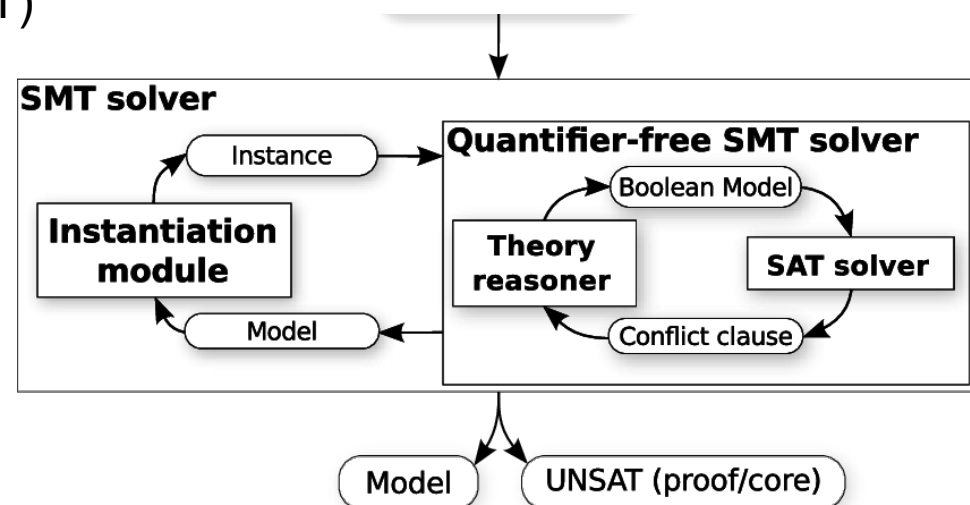 SMT solver
Instance
Quantifier-free SMT solver
Boolean Model
Instantiation
module
Theory
reasoner
SAT solver
Model
Conflict clause
Model
UNSAT (proof/core)